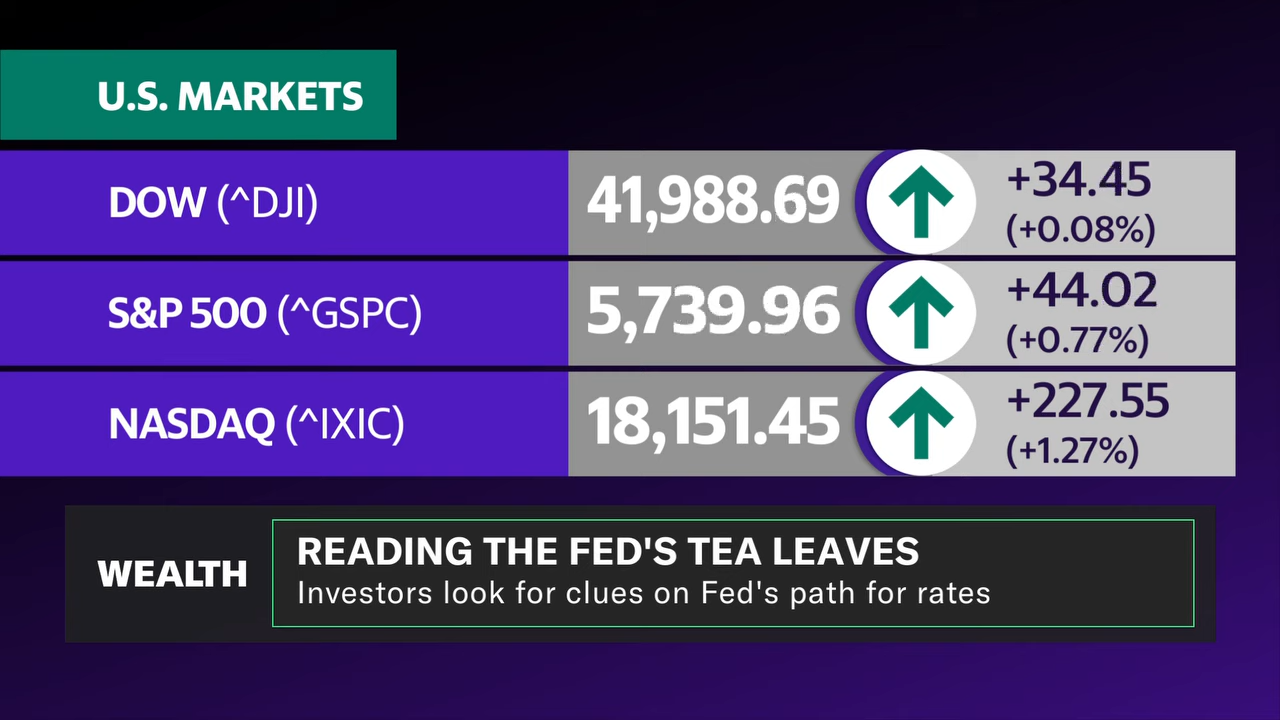 U.S. MARKETS
DOW (^DJI) 41,988.69 +34.45
(+0.08%)
S&P 500 (^GSPC) 5,739.96 +44.02
(+0.77%)
NASDAQ (^IXIC) 18,151.45 +227.55
(+1.27%)
WEALTH
READING THE FED'S TEA LEAVES
Investors look for clues on Fed's path for rates